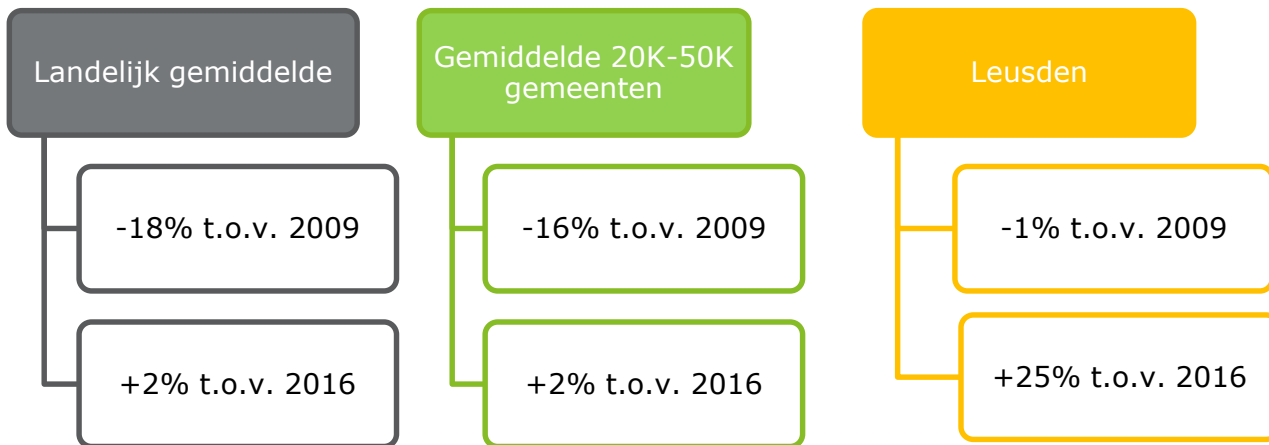 Landelijk gemiddelde
-18% t.o.v. 2009
+2% t.o.v. 2016
Gemiddelde 20K-50K
gemeenten
-16% t.o.v. 2009
+2% t.o.v. 2016
Leusden
-1% t.o.v. 2009
+25% t.o.v. 2016